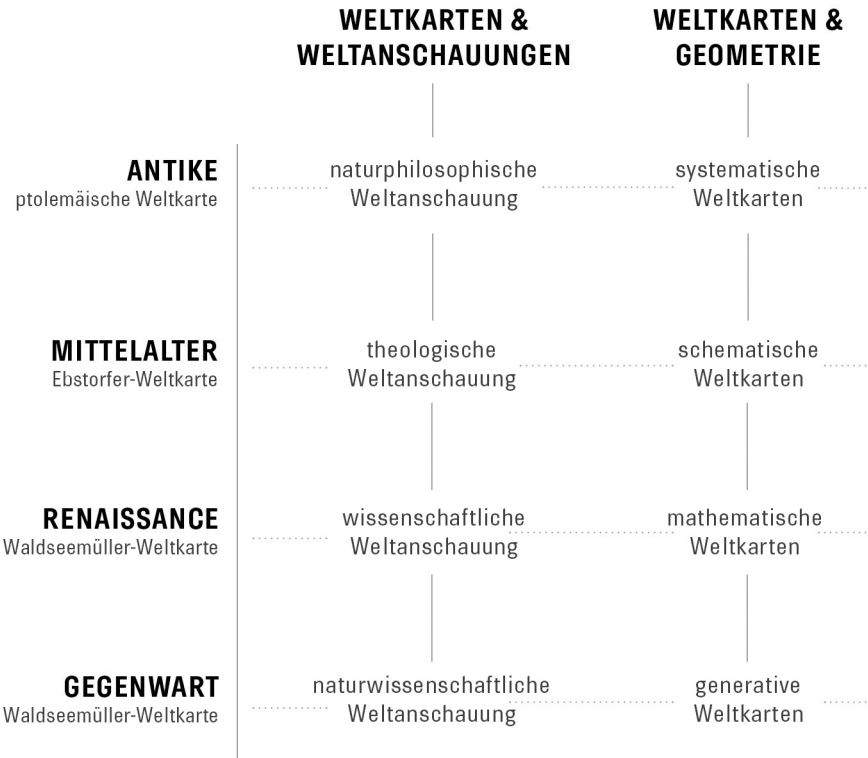 WELTKARTEN &
WELTANSCHAUUNGEN
WELTKARTEN &
GEOMETRIE
ANTIKE
ptolemäische Weltkarte
naturphilosophische
Weltanschauung
systematische
Weltkarten
MITTELALTER
Ebstorfer-Weltkarte
theologische
Weltanschauung
schematische
Weltkarten
RENAISSANCE
Waldseemüller-Weltkarte
wissenschaftliche
Weltanschauung
mathematische
Weltkarten
GEGENWART
Waldseemüller-Weltkarte
naturwissenschaftliche
Weltanschauung
generative
Weltkarten